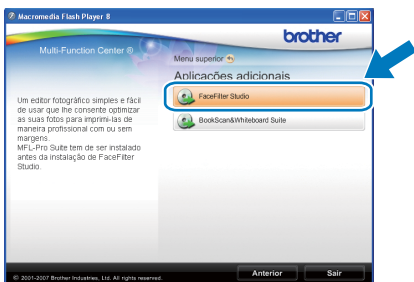 Macromedia Flash Player 8
brother
Multi-Function Center ®
Menu superior
Aplicações adicionais
FaceFilter Studio
BookScan&Whiteboard Suite
Um editor fotográfico simples e fácil
de usar que lhe consente optimizar
as suas fotos para imprimi-las de
maneira profissional com ou sem
margens.
MFL-Pro Suite tem de ser instalado
antes da instalação de FaceFilter
Studio.
© 2001-2007 Brother Industries, Ltd. All rights reserved.
Anterior
Sair